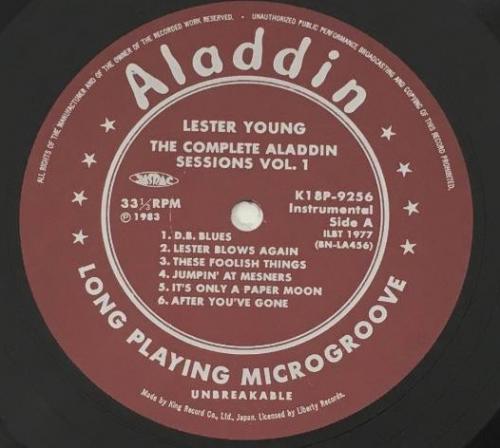 ALL RIGHTS OF THE MANUFACTURER AND OF THE OWNER OF THE RECORDED WORK RESERVED. • UNAUTHORIZED PUBLIC PERFORMANCE BROADCASTING AND COPYING OF THIS RECORD PROHIBITED.
Aladdin
LESTER YOUNG
THE COMPLETE ALADDIN
SESSIONS VOL. 1
JASRAC
K18P-9256
33 1/3 RPM
Instrumental
℗ 1983
Side A
ILBT 1977
(BN-LA456)
1. D.B. BLUES
2. LESTER BLOWS AGAIN
3. THESE FOOLISH THINGS
4. JUMPIN' AT MESNERS
5. IT'S ONLY A PAPER MOON
6. AFTER YOU'VE GONE
LONG PLAYING MICROGROOVE
UNBREAKABLE
Made by King Record Co., Ltd., Japan. Licensed by Liberty Records.